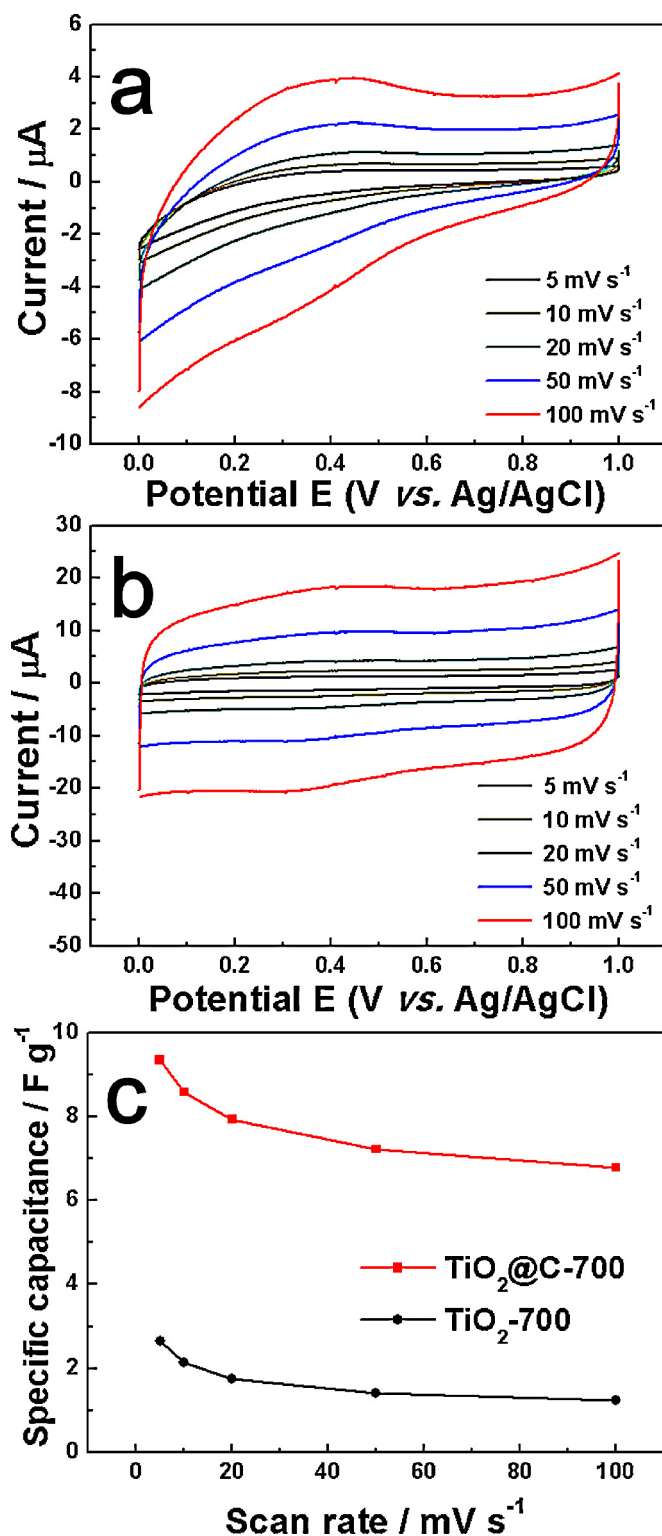 a
6
4
2
0
-2
-4
-6
-8
-10
Current / μA
5 mV s⁻¹
10 mV s⁻¹
20 mV s⁻¹
50 mV s⁻¹
100 mV s⁻¹
0.0 0.2 0.4 0.6 0.8 1.0
Potential E (V vs. Ag/AgCl)
b
30
20
10
0
-10
-20
-30
-40
-50
Current / μA
5 mV s⁻¹
10 mV s⁻¹
20 mV s⁻¹
50 mV s⁻¹
100 mV s⁻¹
0.0 0.2 0.4 0.6 0.8 1.0
Potential E (V vs. Ag/AgCl)
c
10
8
6
4
2
0
Specific capacitance / F g⁻¹
TiO₂@C-700
TiO₂-700
0 20 40 60 80 100
Scan rate / mV s⁻¹